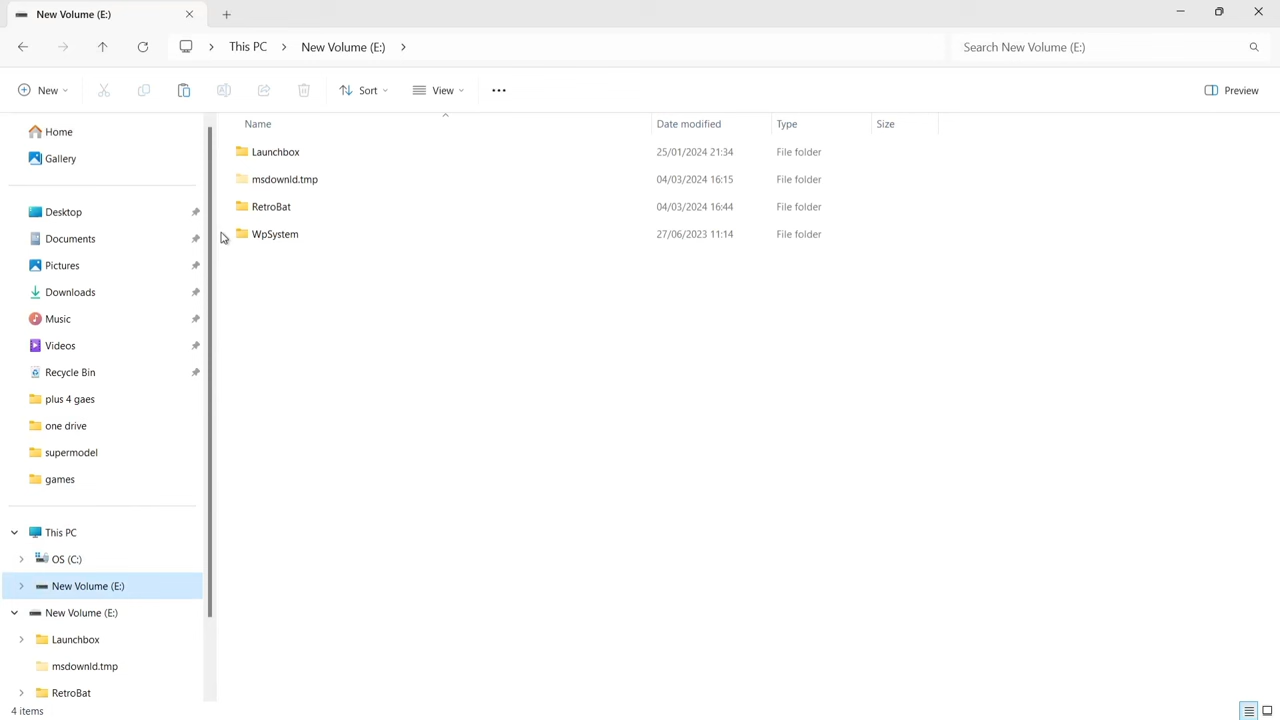 New Volume (E:)
This PC > New Volume (E:) >
Search New Volume (E:)
New
Sort
View
Preview
Home
Gallery
Desktop
Documents
Pictures
Downloads
Music
Videos
Recycle Bin
plus 4 gaes
one drive
supermodel
games
This PC
OS (C:)
New Volume (E:)
New Volume (E:)
Launchbox
msdownld.tmp
RetroBat
Name Date modified Type Size
Launchbox 25/01/2024 21:34 File folder
msdownld.tmp 04/03/2024 16:15 File folder
RetroBat 04/03/2024 16:44 File folder
WpSystem 27/06/2023 11:14 File folder
4 items